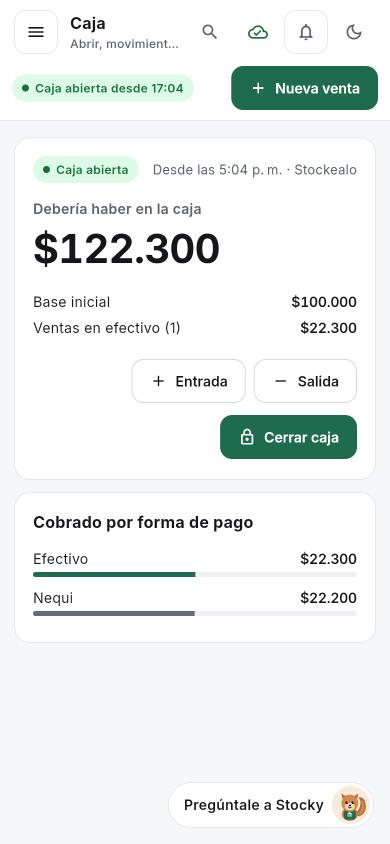 Caja
Abrir, movimient...
Caja abierta desde 17:04
Nueva venta
Caja abierta
Desde las 5:04 p. m. · Stockealo
Debería haber en la caja
$122.300
Base inicial $100.000
Ventas en efectivo (1) $22.300
Entrada
Salida
Cerrar caja
Cobrado por forma de pago
Efectivo $22.300
Nequi $22.200
Pregúntale a Stocky